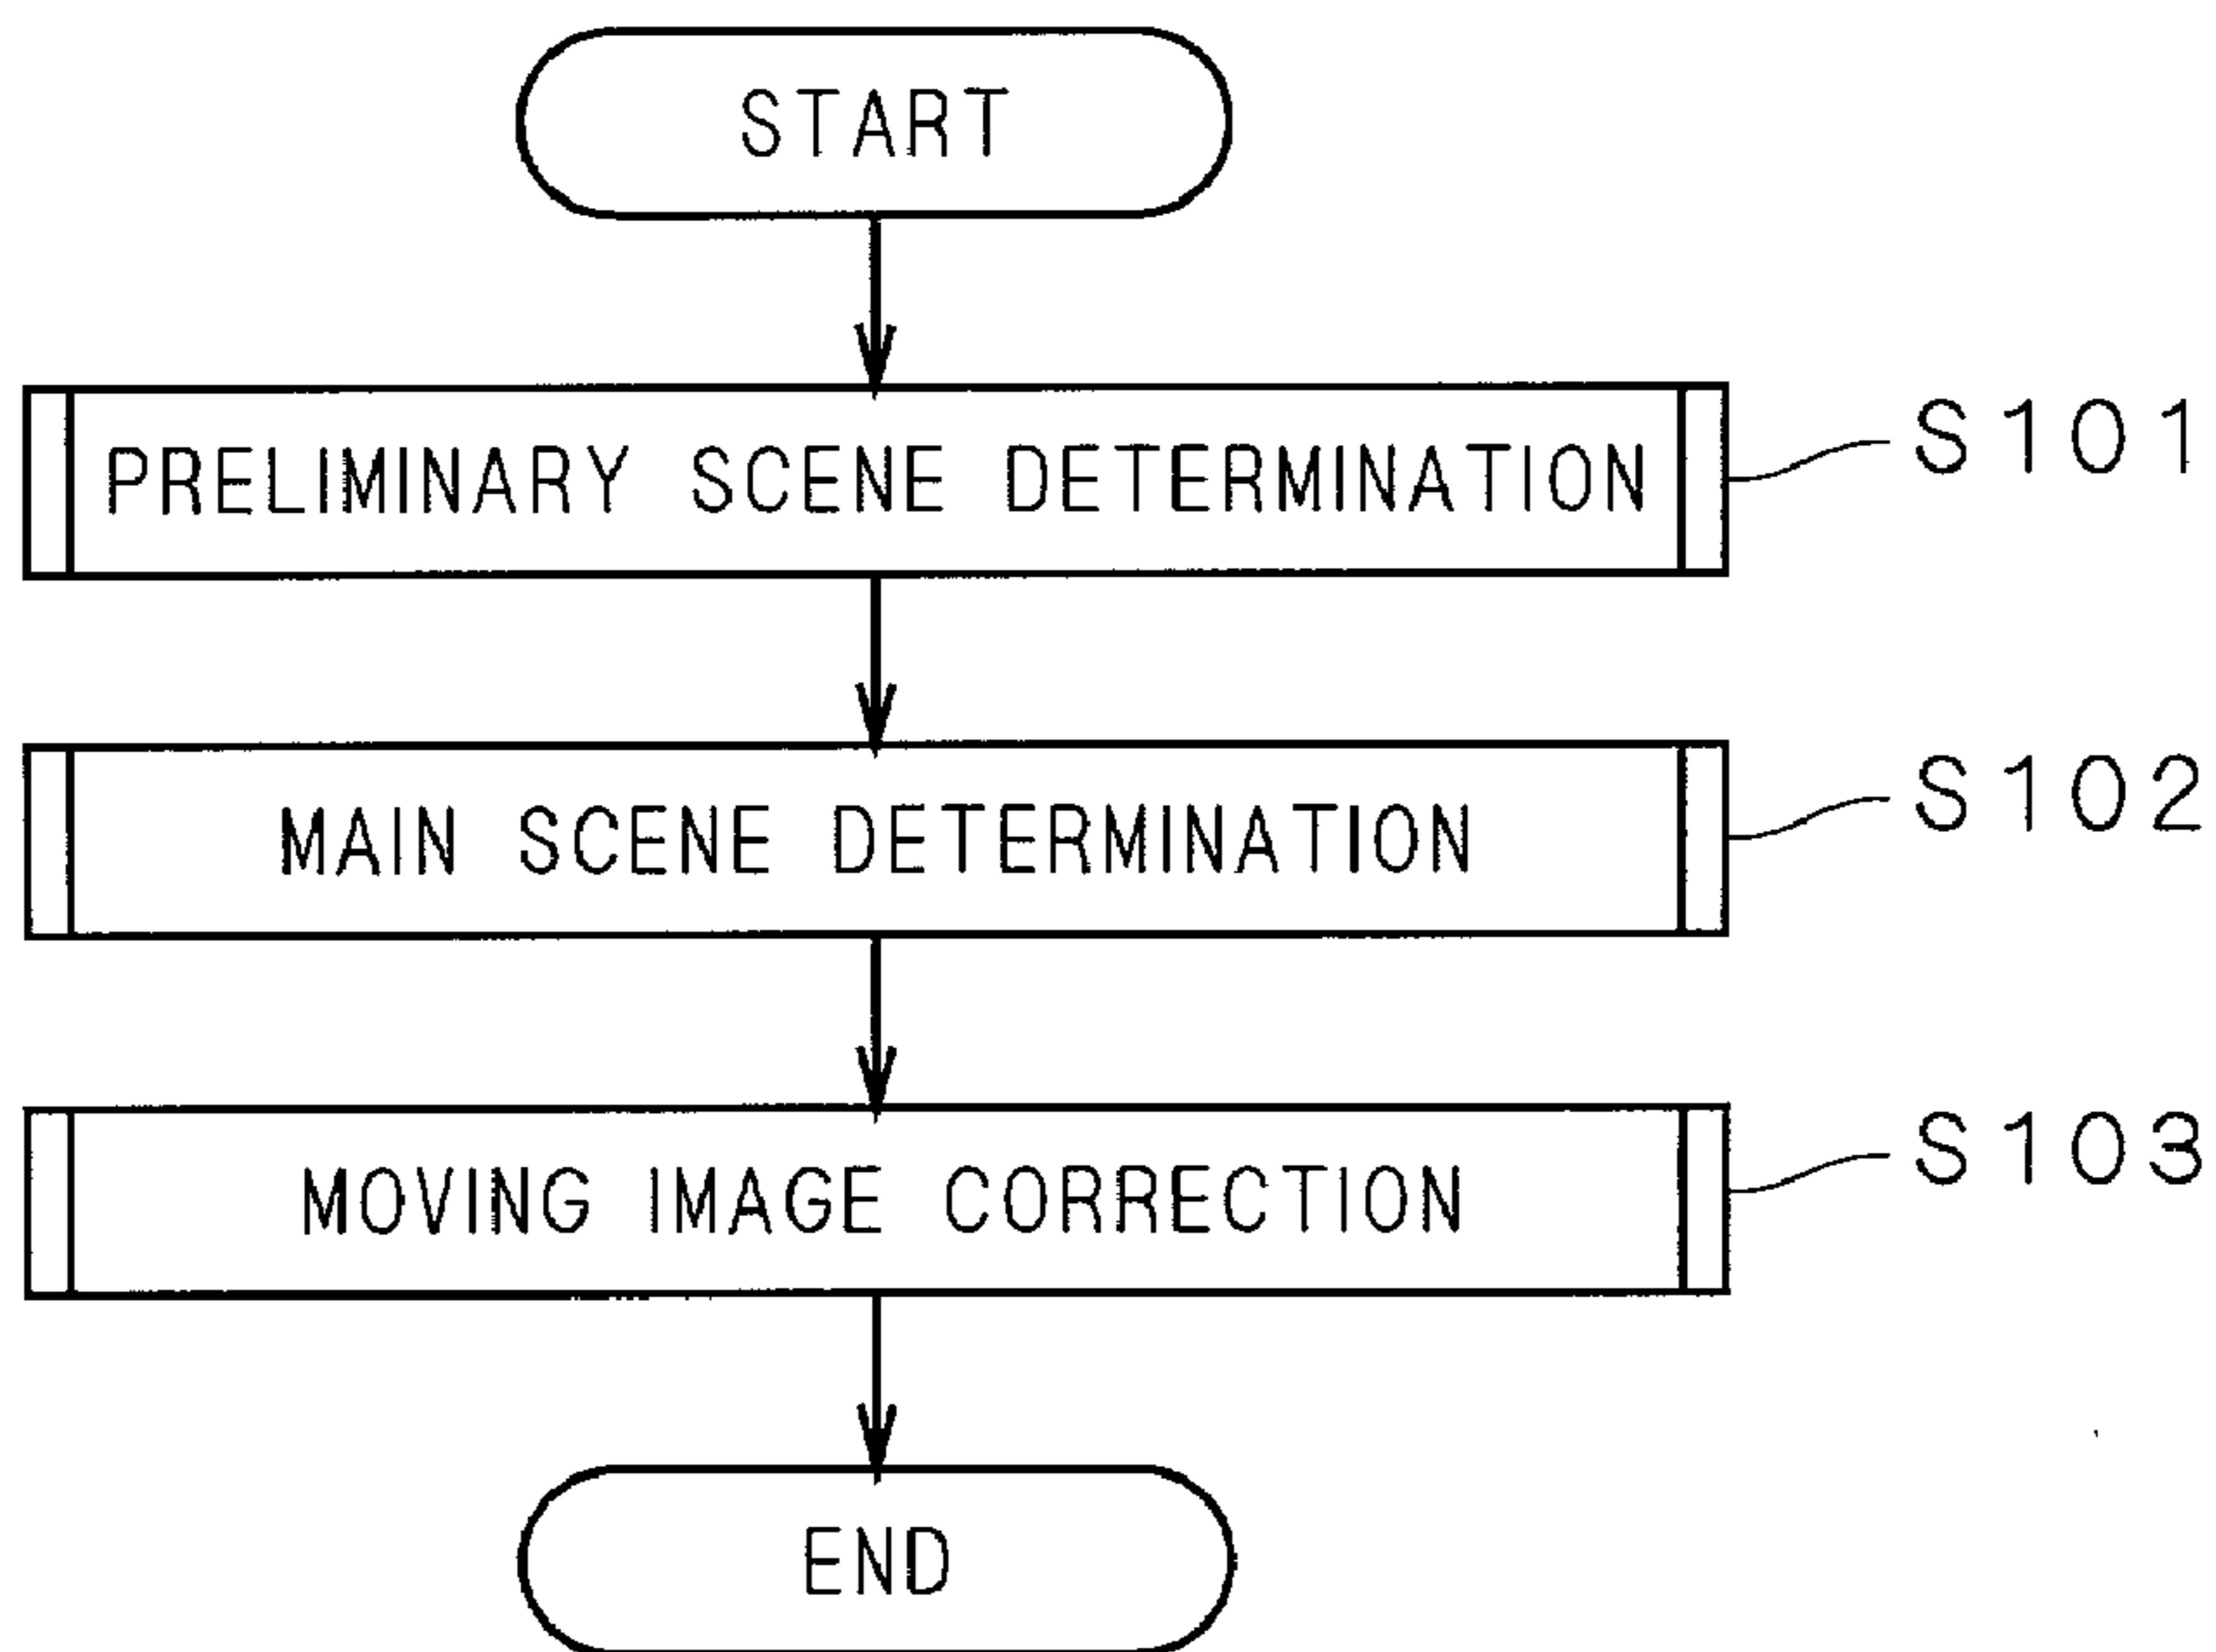 START
PRELIMINARY SCENE DETERMINATION
S101
MAIN SCENE DETERMINATION
S102
MOVING IMAGE CORRECTION
S103
END